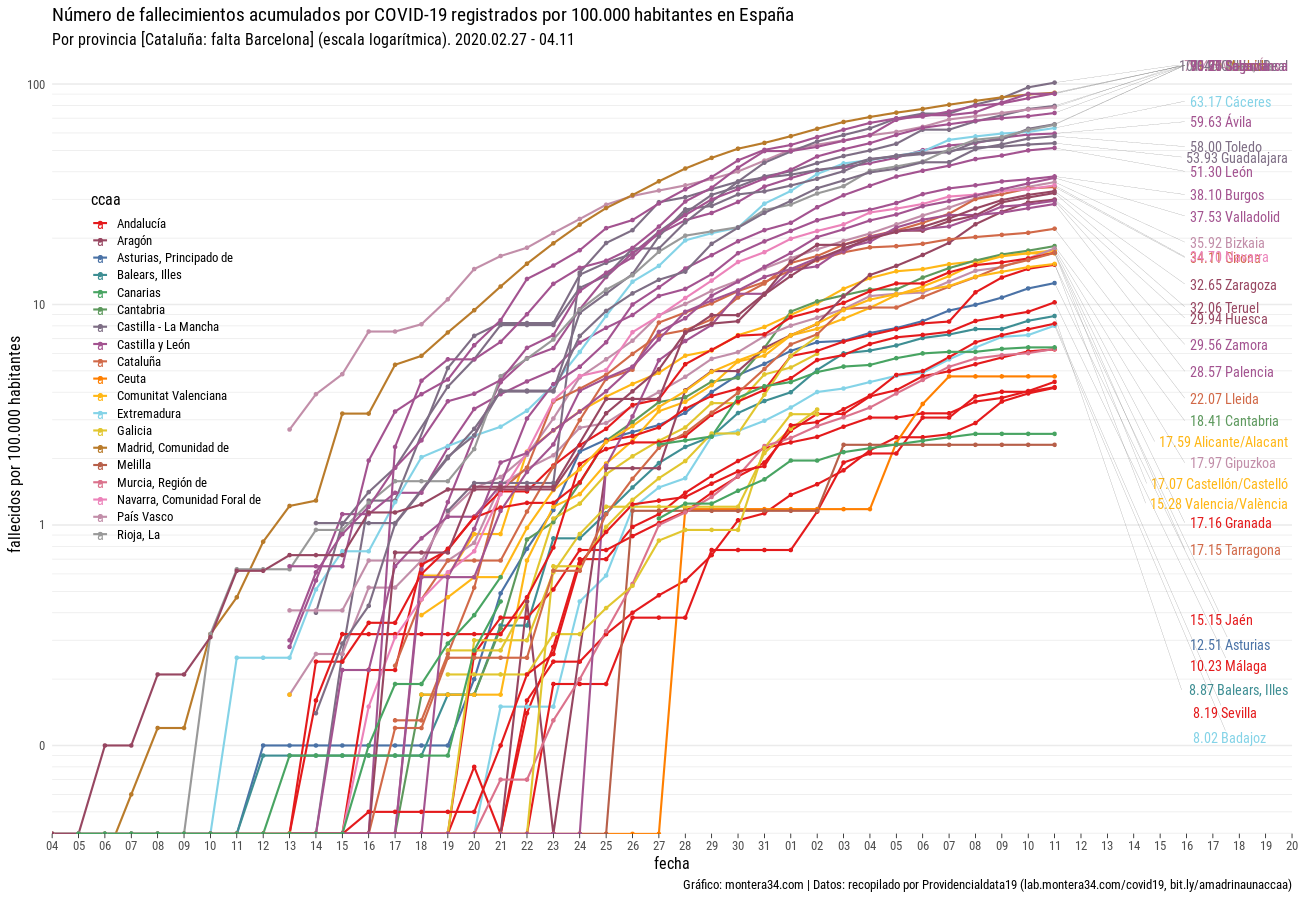 Número de fallecimientos acumulados por COVID-19 registrados por 100.000 habitantes en España
Por provincia [Cataluña: falta Barcelona] (escala logarítmica). 2020.02.27 - 04.11
fallecidos por 100.000 habitantes
100
10
1
0
ccaa
Andalucía
Aragón
Asturias, Principado de
Balears, Illes
Canarias
Cantabria
Castilla - La Mancha
Castilla y León
Cataluña
Ceuta
Comunitat Valenciana
Extremadura
Galicia
Madrid, Comunidad de
Melilla
Murcia, Región de
Navarra, Comunidad Foral de
País Vasco
Rioja, La
63.17 Cáceres
59.63 Ávila
58.00 Toledo
53.93 Guadalajara
51.30 León
38.10 Burgos
37.53 Valladolid
35.92 Bizkaia
32.65 Zaragoza
32.06 Teruel
29.94 Huesca
29.56 Zamora
28.57 Palencia
22.07 Lleida
18.41 Cantabria
17.59 Alicante/Alacant
17.97 Gipuzkoa
17.07 Castellón/Castelló
15.28 Valencia/València
17.16 Granada
17.15 Tarragona
15.15 Jaén
12.51 Asturias
10.23 Málaga
8.87 Balears, Illes
8.19 Sevilla
8.02 Badajoz
04 05 06 07 08 09 10 11 12 13 14 15 16 17 18 19 20 21 22 23 24 25 26 27 28 29 30 31 01 02 03 04 05 06 07 08 09 10 11 12 13 14 15 16 17 18 19 20
fecha
Gráfico: montera34.com | Datos: recopilado por Providencialdata19 (lab.montera34.com/covid19, bit.ly/amadrinaunaccaa)